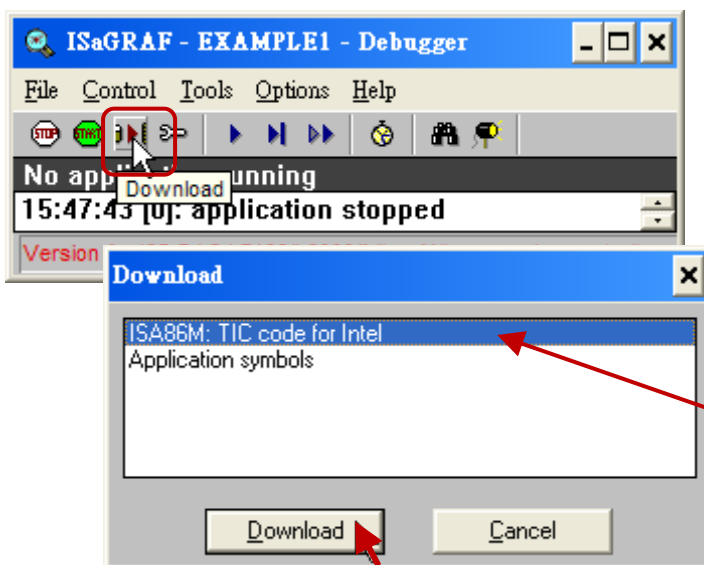 ISaGRAF - EXAMPLE1 - Debugger
File Control Tools Options Help
STOP START
No running
Download
15:47:43 [0]: application stopped
Version
Download
ISA86M: TIC code for Intel
Application symbols
Download Cancel